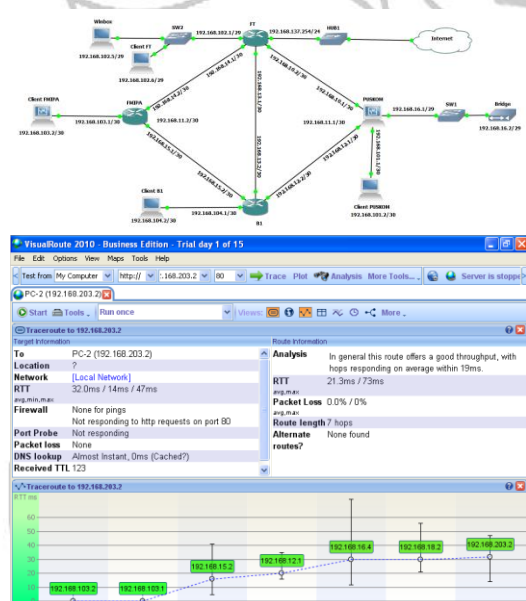 Winbox
SW2
192.168.102.1/29
FT
192.168.137.254/24
HUB1
Internet
192.168.102.5/29
Client FT
192.168.102.6/29
192.168.14.1/30
192.168.13.1/30
192.168.10.2/30
192.168.10.1/30
Client FMIPA
FMIPA
192.168.14.2/30
PUSKOM
192.168.16.1/29
SW1
Bridge
192.168.103.1/30
192.168.11.2/30
192.168.11.1/30
192.168.103.2/30
192.168.16.2/29
192.168.15.1/30
192.168.13.2/30
192.168.12.1/30
192.168.101.1/30
Client B1
192.168.15.2/30
192.168.12.2/30
192.168.104.1/30
Client PUSKOM
192.168.104.2/30
B1
192.168.101.2/30
VisualRoute 2010 - Business Edition - Trial day 1 of 15
File Edit Options View Maps Tools Help
Test from My Computer http:// '.168.203.2 80 Trace Plot Analysis More Tools... Server is stoppe
PC-2 (192.168.203.2)
Start Tools Run once Views: More
Traceroute to 192.168.203.2
Target Information
Route Information
To PC-2 (192.168.203.2)
Location ?
Network [Local Network]
RTT 32.0ms / 14ms / 47ms
avg,min,max
Firewall None for pings
Not responding to http requests on port 80
Port Probe Not responding
Packet loss None
DNS lookup Almost Instant, 0ms (Cached?)
Received TTL 123
Analysis In general this route offers a good throughput, with
hops responding on average within 19ms.
RTT 21.3ms / 73ms
avg,max
Packet Loss 0.0% / 0%
avg,max
Route length 7 hops
Alternate None found
routes?
Traceroute to 192.168.203.2
RTT ms
60
50
40
30
20
10
192.168.103.2
192.168.103.1
192.168.15.2
192.168.12.1
192.168.16.4
192.168.18.2
192.168.203.2